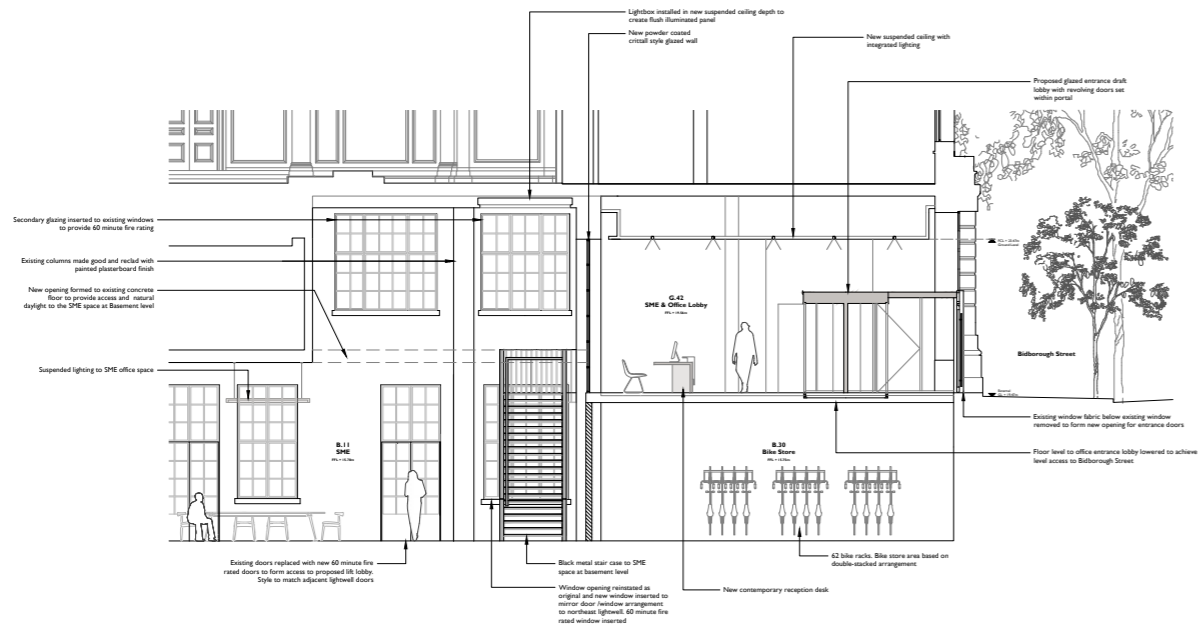 Lightbox installed in new suspended ceiling depth to
create flush illuminated panel
New powder coated
crittall style glazed wall
New suspended ceiling with
integrated lighting
Proposed glazed entrance draft
lobby with revolving doors set
within portal
Secondary glazing inserted to existing windows
to provide 60 minute fire rating
Existing columns made good and reclad with
painted plasterboard finish
New opening formed to existing concrete
floor to provide access and natural
daylight to the SME space at Basement level
Suspended lighting to SME office space
G.42
SME & Office Lobby
Bidborough Street
B.11
SME
B.30
Bike Store
Existing window fabric below existing window
removed to form new opening for entrance doors
Floor level to office entrance lobby lowered to achieve
level access to Bidborough Street
Existing doors replaced with new 60 minute fire
rated doors to form access to proposed lift lobby.
Style to match adjacent lightwell doors
Black metal stair case to SME
space at basement level
Window opening reinstated as
original and new window inserted to
mirror door /window arrangement
to northeast lightwell. 60 minute fire
rated window inserted
New contemporary reception desk
62 bike racks. Bike store area based on
double-stacked arrangement